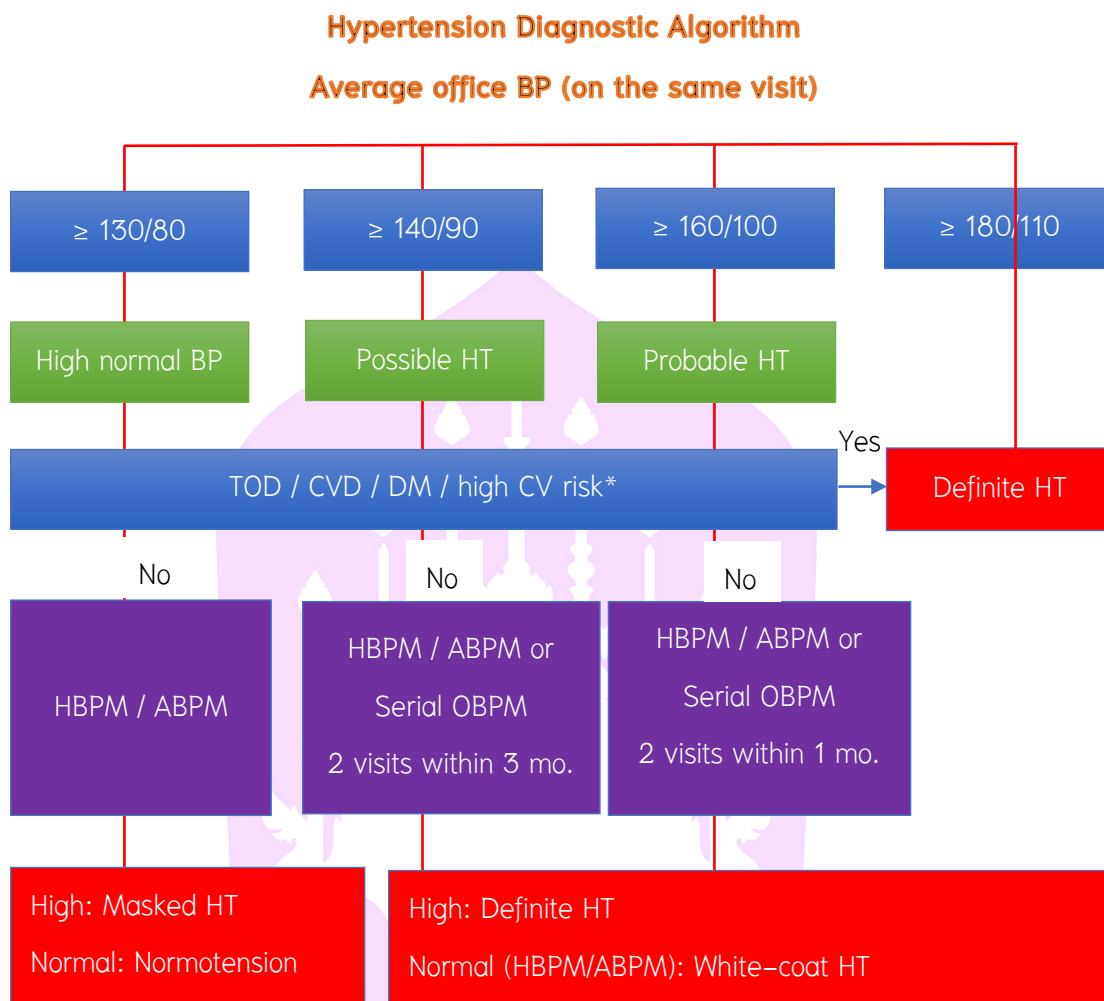 Hypertension Diagnostic Algorithm
Average office BP (on the same visit)
≥ 130/80
≥ 140/90
≥ 160/100
≥ 180/110
High normal BP
Possible HT
Probable HT
TOD / CVD / DM / high CV risk*
Yes
Definite HT
No
No
No
HBPM / ABPM
HBPM / ABPM or
Serial OBPM
2 visits within 3 mo.
HBPM / ABPM or
Serial OBPM
2 visits within 1 mo.
High: Masked HT
Normal: Normotension
High: Definite HT
Normal (HBPM/ABPM): White-coat HT